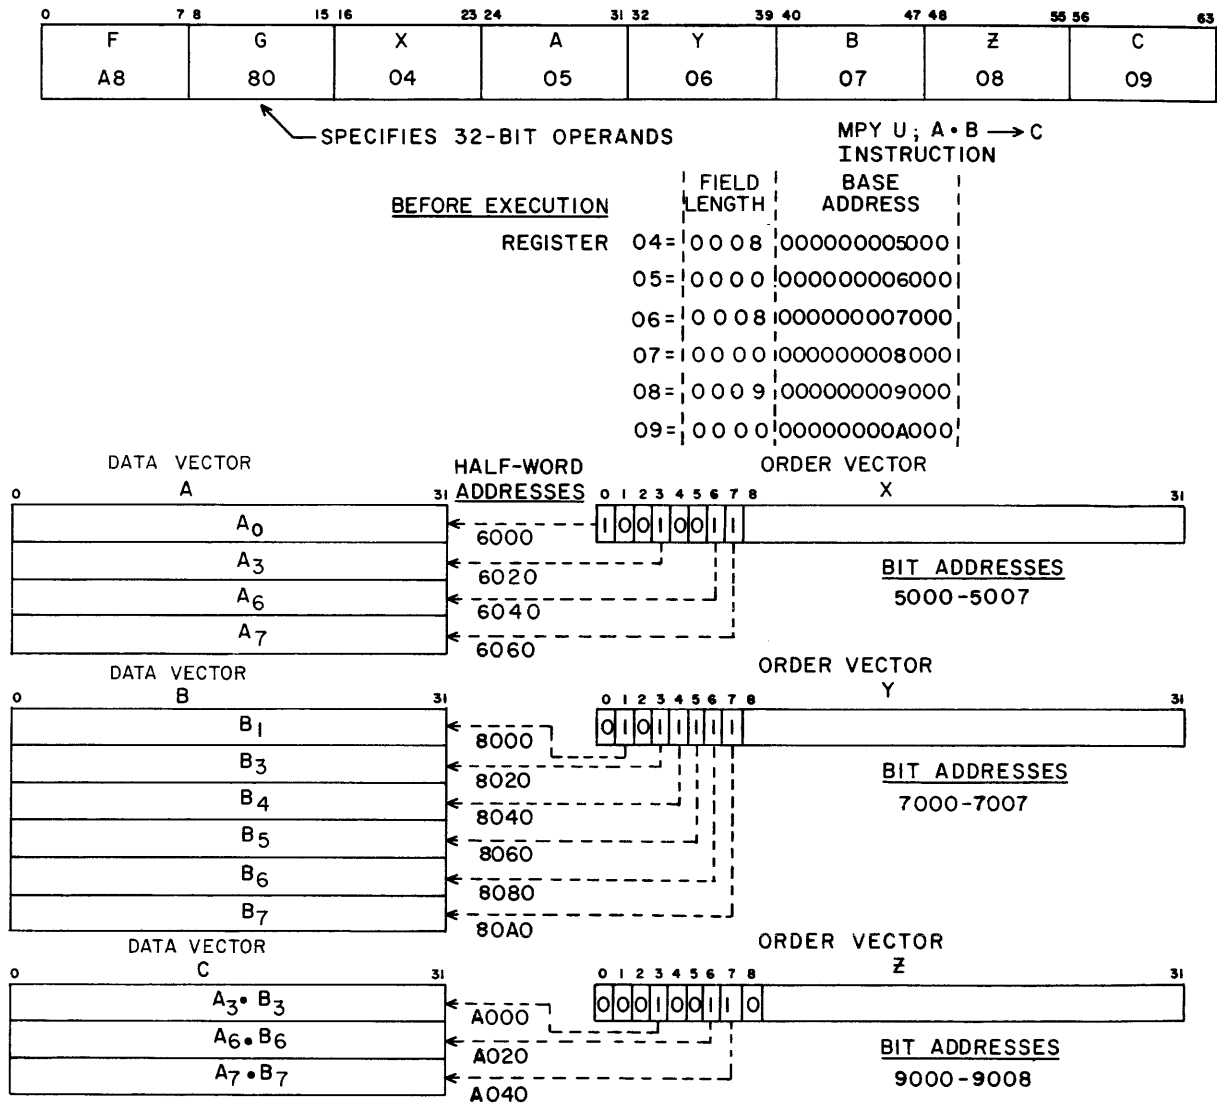 0 7 8 15 16 23 24 31 32 39 40 47 48 55 56 63
F G X A Y B Z C
A8 80 04 05 06 07 08 09
SPECIFIES 32-BIT OPERANDS
MPY U; A • B → C
INSTRUCTION
FIELD LENGTH
BASE ADDRESS
BEFORE EXECUTION
REGISTER 04= 0008 000000005000
05= 0000 000000006000
06= 0008 000000007000
07= 0000 000000008000
08= 0009 000000009000
09= 0000 00000000A000
DATA VECTOR
A
HALF-WORD
ADDRESSES
ORDER VECTOR
X
0 31
0 1 2 3 4 5 6 7 8 31
A0 6000 1 0 0 1 0 0 1 1
A3 6020
A6 6040
A7 6060
BIT ADDRESSES
5000-5007
DATA VECTOR
B
ORDER VECTOR
Y
0 31
0 1 2 3 4 5 6 7 8 31
B1 8000 0 1 0 1 1 1 1 1
B3 8020
B4 8040
B5 8060
B6 8080
B7 80A0
BIT ADDRESSES
7000-7007
DATA VECTOR
C
ORDER VECTOR
Z
0 31
0 1 2 3 4 5 6 7 8 31
A3 • B3 A000 0 0 0 1 0 0 1 1 0
A6 • B6 A020
A7 • B7 A040
BIT ADDRESSES
9000-9008